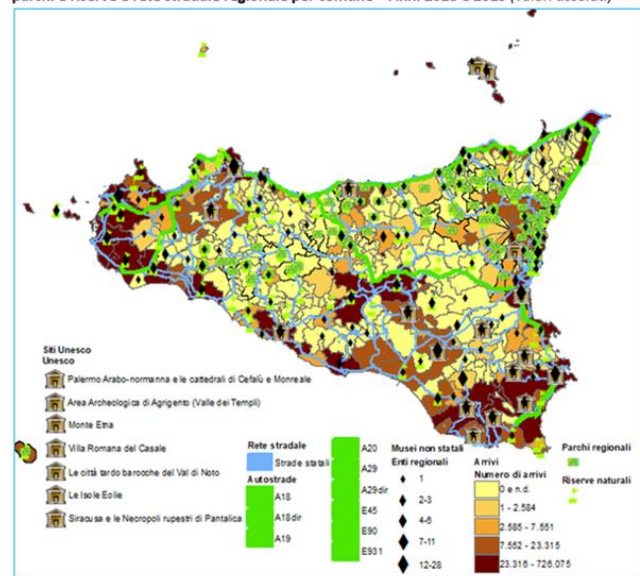 parchi e riserve e rete stradale regionale per comune
Siti Unesco
Unesco
Palermo Arabo-normanna e le cattedrali di Cefalù e Monreale
Area Archeologica di Agrigento (Valle dei Templi)
Monte Etna
Villa Romana del Casale
Le città tardo barocche del Val di Noto
Le Isole Eolie
Siracusa e le Necropoli rupestri di Pantalica
Rete stradale
Strade statali
Autostrade
A18
A18dir
A19
A20
A29
A29dir
E45
E90
E931
Musei non statali
Enti regionali
1
2-3
4-6
7-11
12-28
Arrivi
Numero di arrivi
0 e n.d.
1 - 2.584
2.585 - 7.551
7.552 - 23.315
23.316 - 726.075
Parchi regionali
Riserve naturali